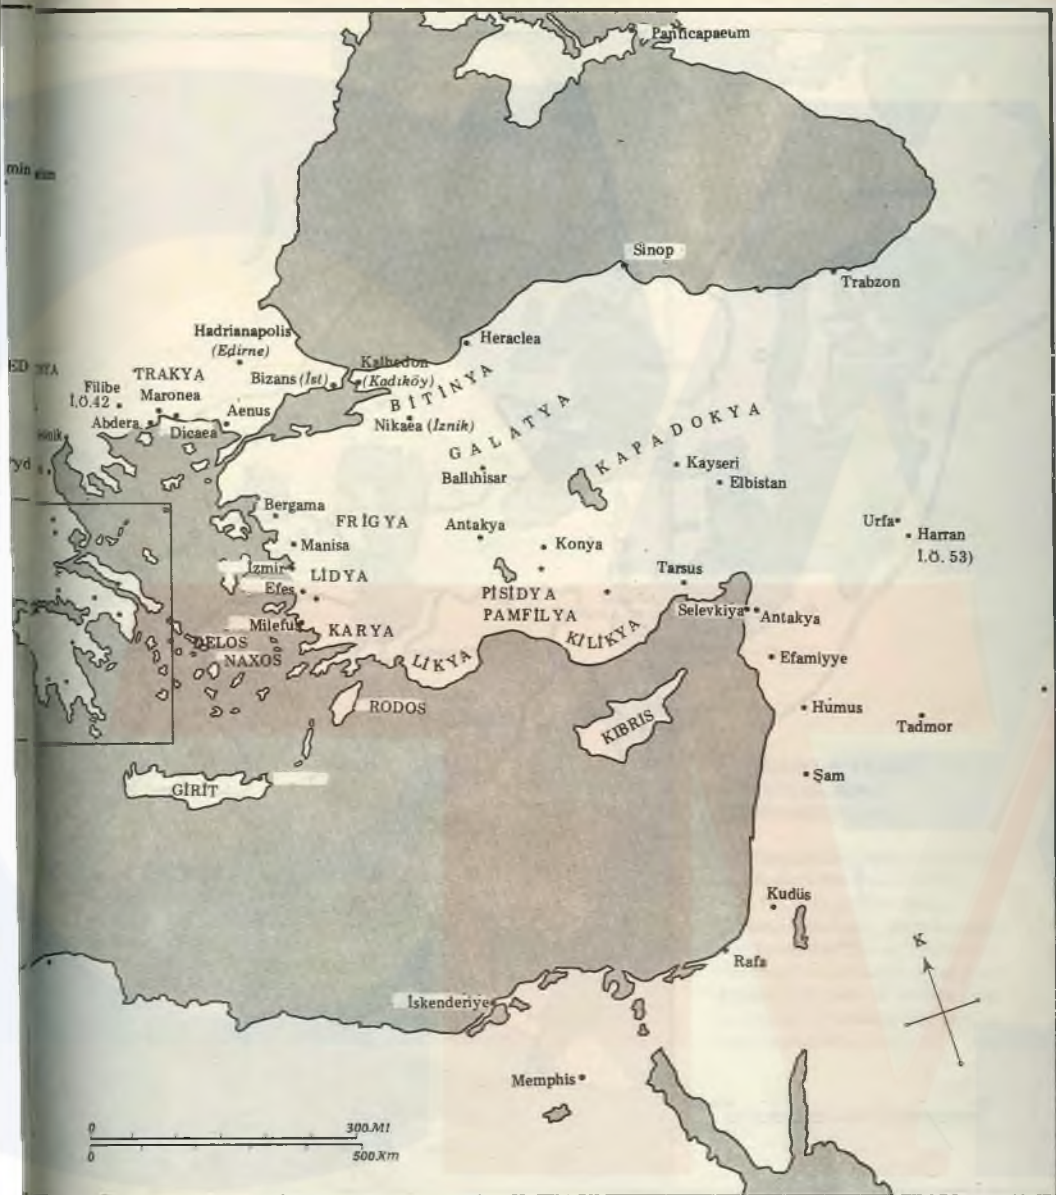 Panticapaeum
Sinop
Trabzon
Hadrianapolis
(Edirne)
Heraclea
Kalhedon
(Kadıköy)
Bizans (İst)
TRAKYA
Filibe
İ.Ö.42
Maronea
Aenus
Abdera
Dicaea
BİTİNYA
Nikaea (İznik)
GALATYA
KAPADOKYA
Ballıhisar
Kayseri
Elbistan
Bergama
FRİGYA
Antakya
Konya
Urfa
Harran
İ.Ö. 53)
Manisa
İzmir
LİDYA
Efes
PİSİDYA
Tarsus
PAMFİLYA
Selevkiya
Antakya
KARYA
KİLİKYA
LİKYA
DELOS
NAXOS
Efamiyye
RODOS
KIBRIS
Humus
Tadmor
Şam
GİRİT
Kudüs
Rafa
K
İskenderiye
Memphis
0 300 Mİ
0 500 Km